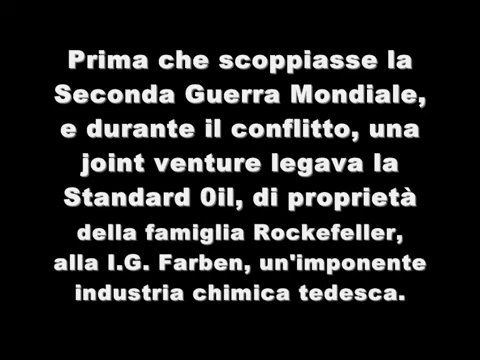 Prima che scoppiasse la
Seconda Guerra Mondiale,
e durante il conflitto, una
joint venture legava la
Standard 0il, di proprietà
della famiglia Rockefeller,
alla I.G. Farben, un'imponente
industria chimica tedesca.